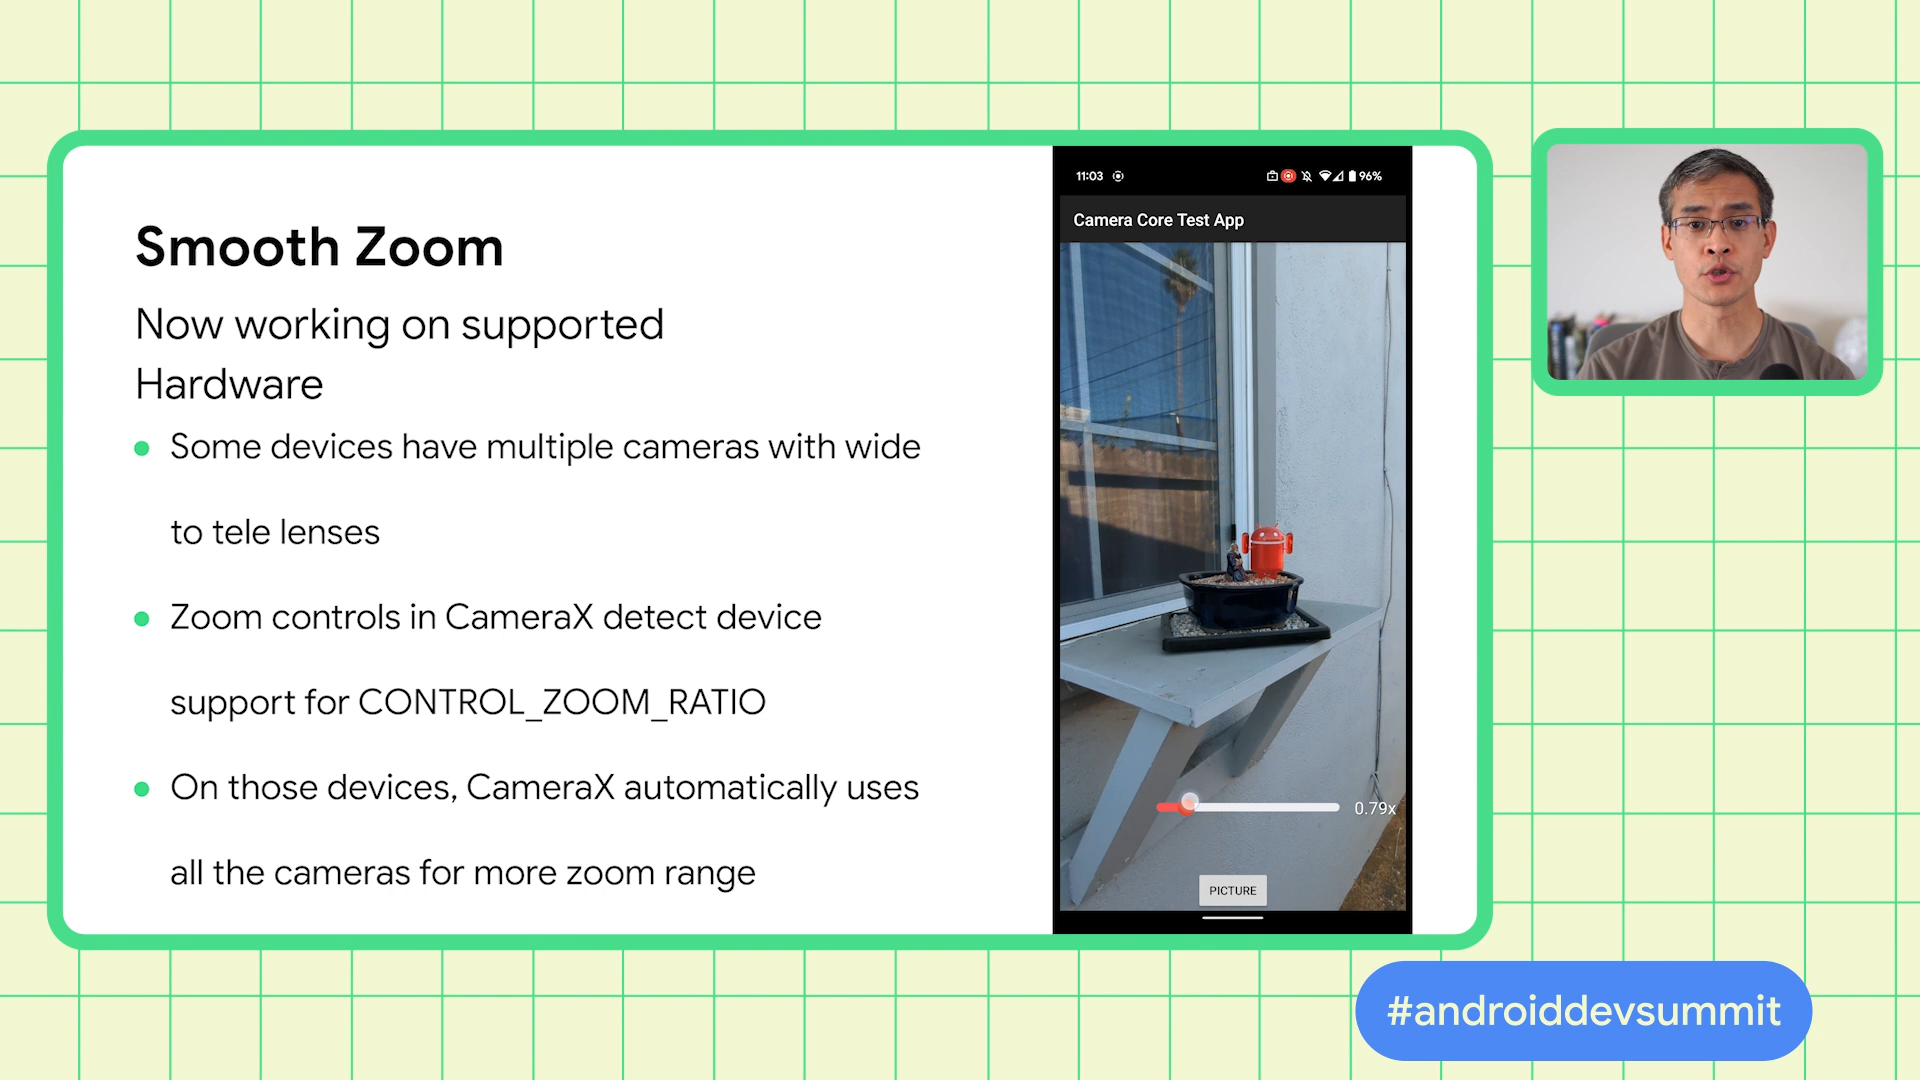 Smooth Zoom
Now working on supported
Hardware
Some devices have multiple cameras with wide
to tele lenses
Zoom controls in CameraX detect device
support for CONTROL_ZOOM_RATIO
On those devices, CameraX automatically uses
all the cameras for more zoom range
11:03
96%
Camera Core Test App
0.79x
PICTURE
#androiddevsummit